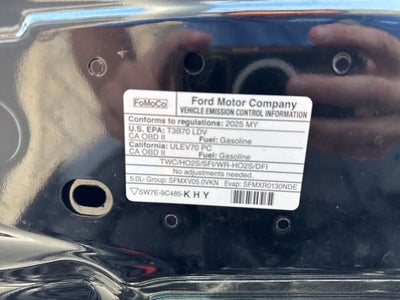 FoMoCo
Ford Motor Company
VEHICLE EMISSION CONTROL INFORMATION
Conforms to regulations: 2025 MY
U.S. EPA: T3B70 LDV
CA OBD II Fuel: Gasoline
California: ULEV70 PC
CA OBD II Fuel: Gasoline
TWC/HO2S/SFI/WR-HO2S/DFI
No adjustments needed.
5.0L- Group: SFMXV05.0VKN Evap: SFMXR0130NDE
SW7E-9C485- K H Y